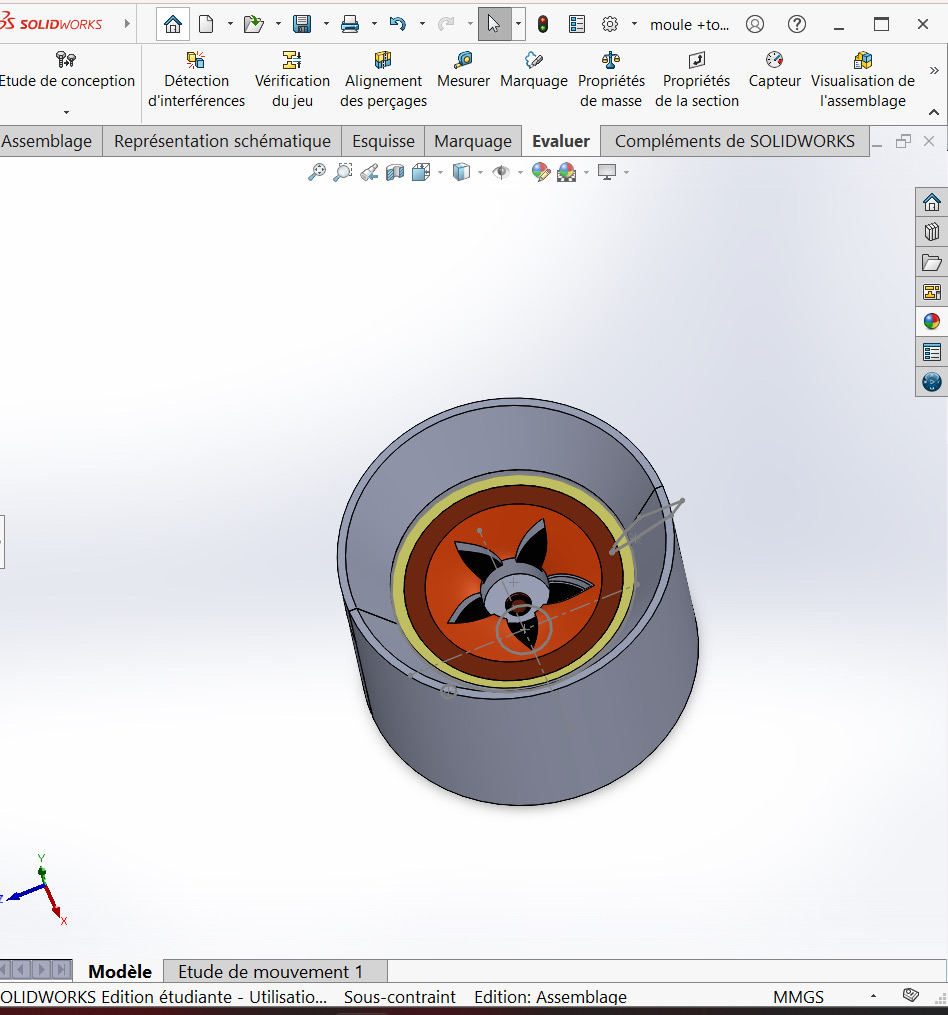 SOLIDWORKS
moule +to...
Etude de conception
Détection
d'interférences
Vérification
du jeu
Alignement
des perçages
Mesurer
Marquage
Propriétés
de masse
Propriétés
de la section
Capteur
Visualisation de
l'assemblage
Assemblage
Représentation schématique
Esquisse
Marquage
Evaluer
Compléments de SOLIDWORKS
Y
Z
X
Modèle
Etude de mouvement 1
OLIDWORKS Edition étudiante - Utilisatio...
Sous-contraint
Edition: Assemblage
MMGS